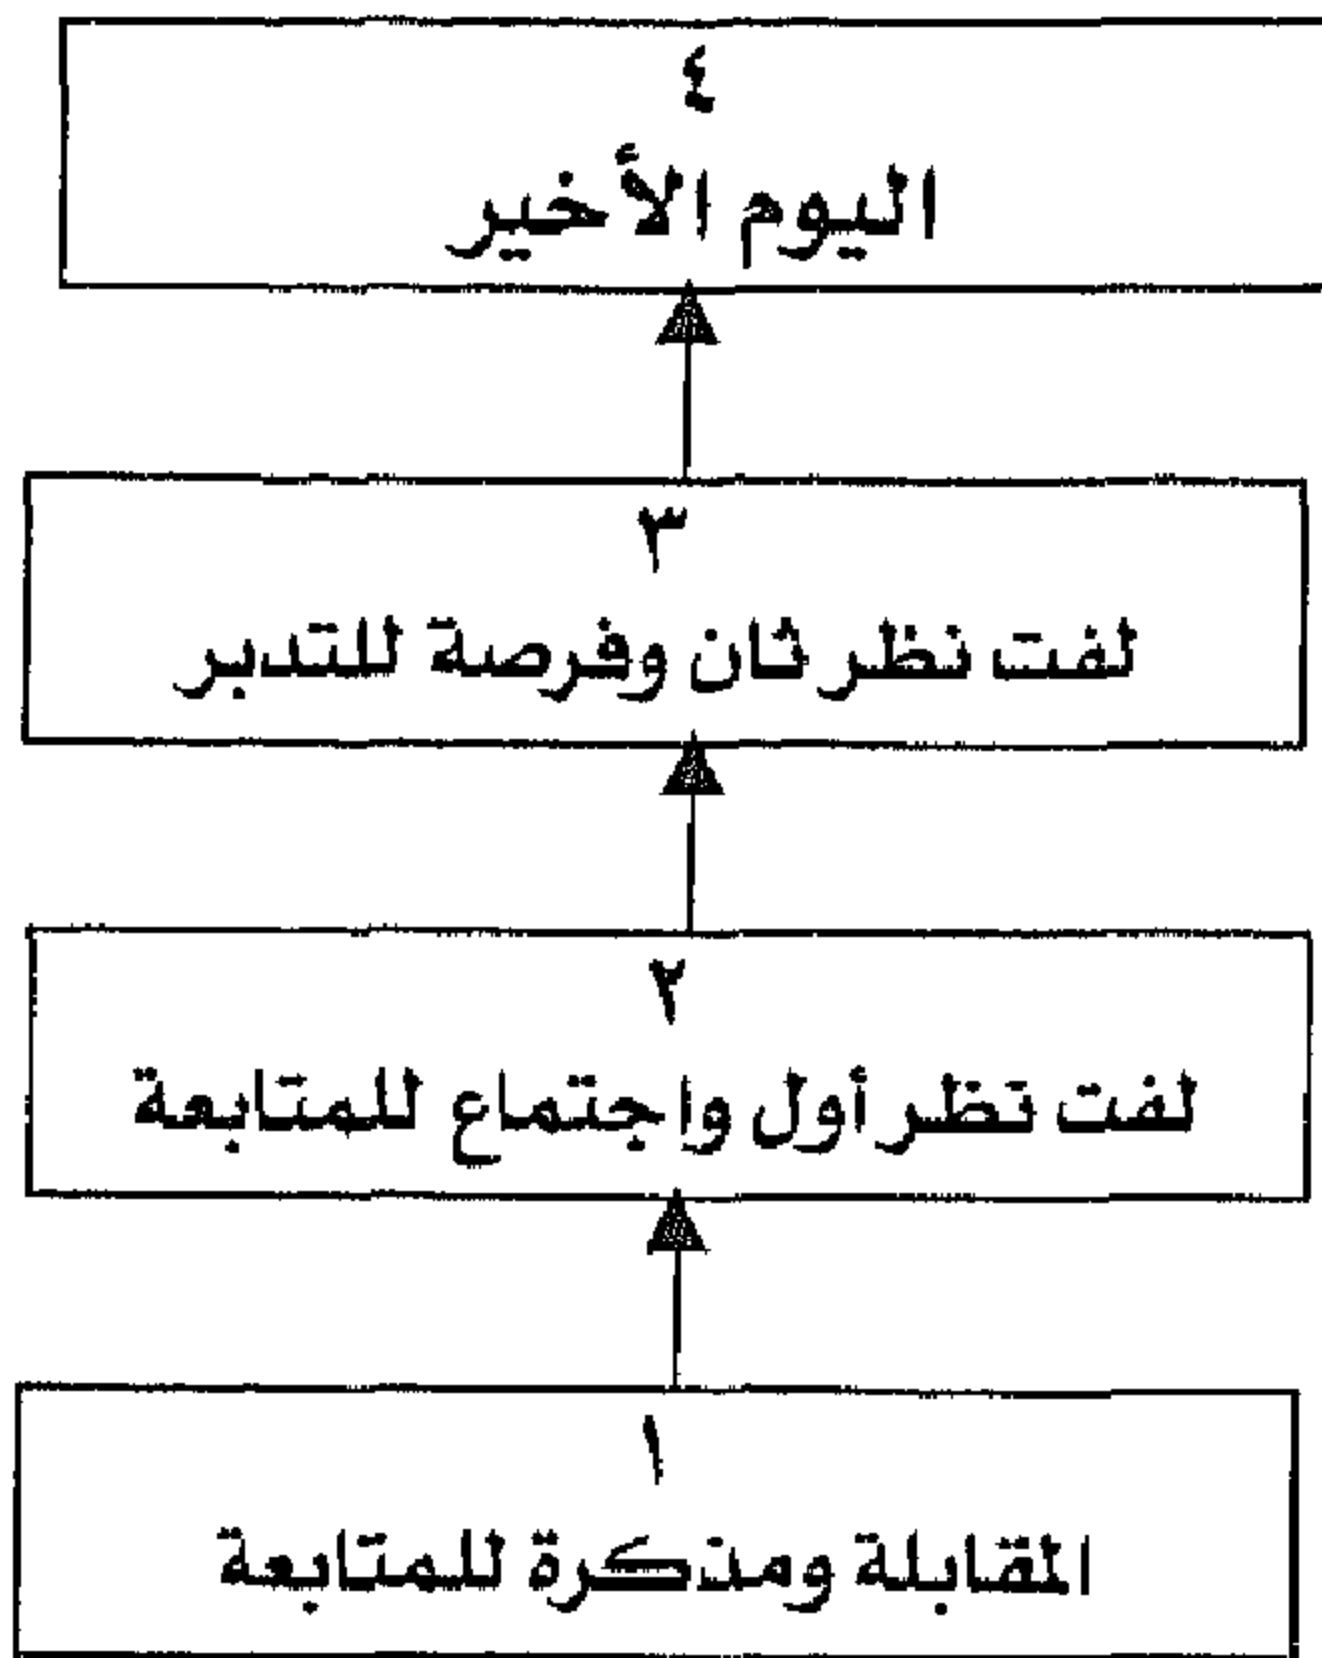 ٤
اليوم الأخير
٣
لفت نظر ثان وفرصة للتدبر
٢
لفت تظر أول واجتماع للمتابعة
١
المقابلة ومذكرة للمتابعة